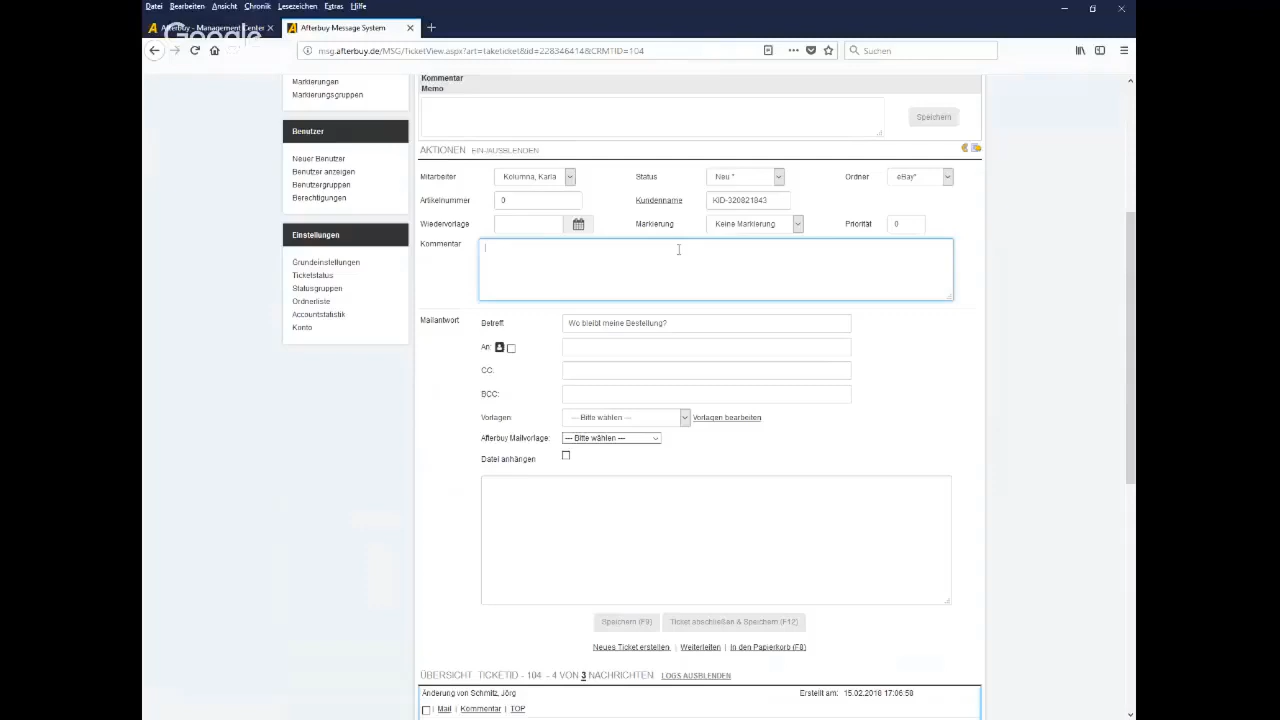 Datei Bearbeiten Ansicht Chronik Lesezeichen Extras Hilfe
Afterbuy - Management Center
Afterbuy Message System
Google
msg.afterbuy.de/MSG/TicketView.aspx?art=taketicket&id=228346414&CRMTID=104
Suchen
Markierungen
Markierungsgruppen
Benutzer
Neuer Benutzer
Benutzer anzeigen
Benutzergruppen
Berechtigungen
Einstellungen
Grundeinstellungen
Ticketstatus
Statusgruppen
Ordnerliste
Accountstatistik
Konto
Kommentar
Memo
Speichern
AKTIONEN EIN-/AUSBLENDEN
Mitarbeiter Kolumna, Karla Status Neu * Ordner eBay*
Artikelnummer 0 Kundenname KID-320821843
Wiedervorlage Markierung Keine Markierung Priorität 0
Kommentar
Mailantwort Betreff: Wo bleibt meine Bestellung?
An:
CC:
BCC:
Vorlagen: --- Bitte wählen --- Vorlagen bearbeiten
Afterbuy Mailvorlage: --- Bitte wählen ---
Datei anhängen
Speichern (F9) Ticket abschließen & Speichern (F12)
Neues Ticket erstellen | Weiterleiten | In den Papierkorb (F8)
ÜBERSICHT TICKETID - 104 - 4 VON 3 NACHRICHTEN LOGS AUSBLENDEN
Änderung von Schmitz, Jörg Erstellt am: 15.02.2018 17:06:58
| Mail | Kommentar | TOP